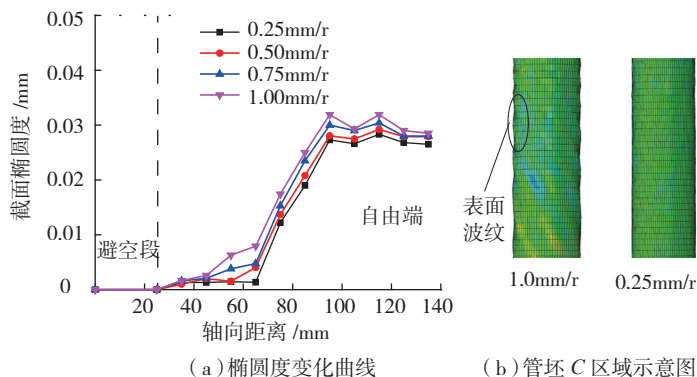 0.05
0.04
0.03
0.02
0.01
0
截面椭圆度 /mm
0.25mm/r
0.50mm/r
0.75mm/r
1.00mm/r
避空段
自由端
20 40 60 80 100 120 140
轴向距离 /mm
(a)椭圆度变化曲线
表面
波纹
1.0mm/r
0.25mm/r
(b)管坯 C 区域示意图